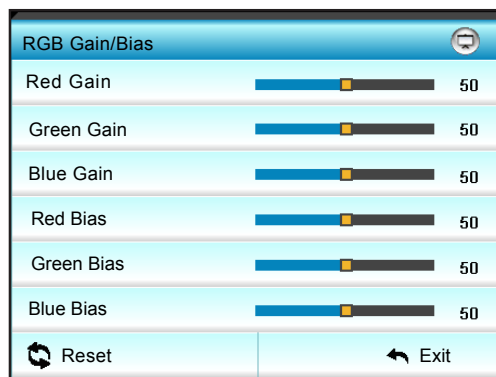 RGB Gain/Bias
Red Gain 50
Green Gain 50
Blue Gain 50
Red Bias 50
Green Bias 50
Blue Bias 50
Reset Exit